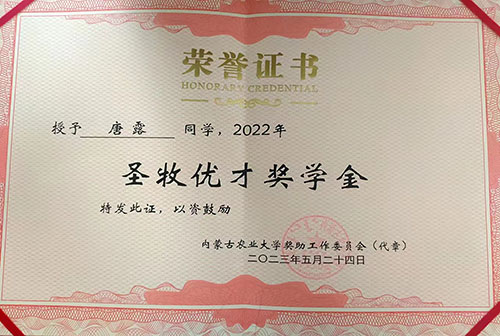 荣誉证书
HONORARY CREDENTIAL
授予 唐露 同学，2022年
圣牧优才奖学金
特发此证，以资鼓励
内蒙古农业大学奖助工作委员会（代章）
二〇二三年五月二十四日